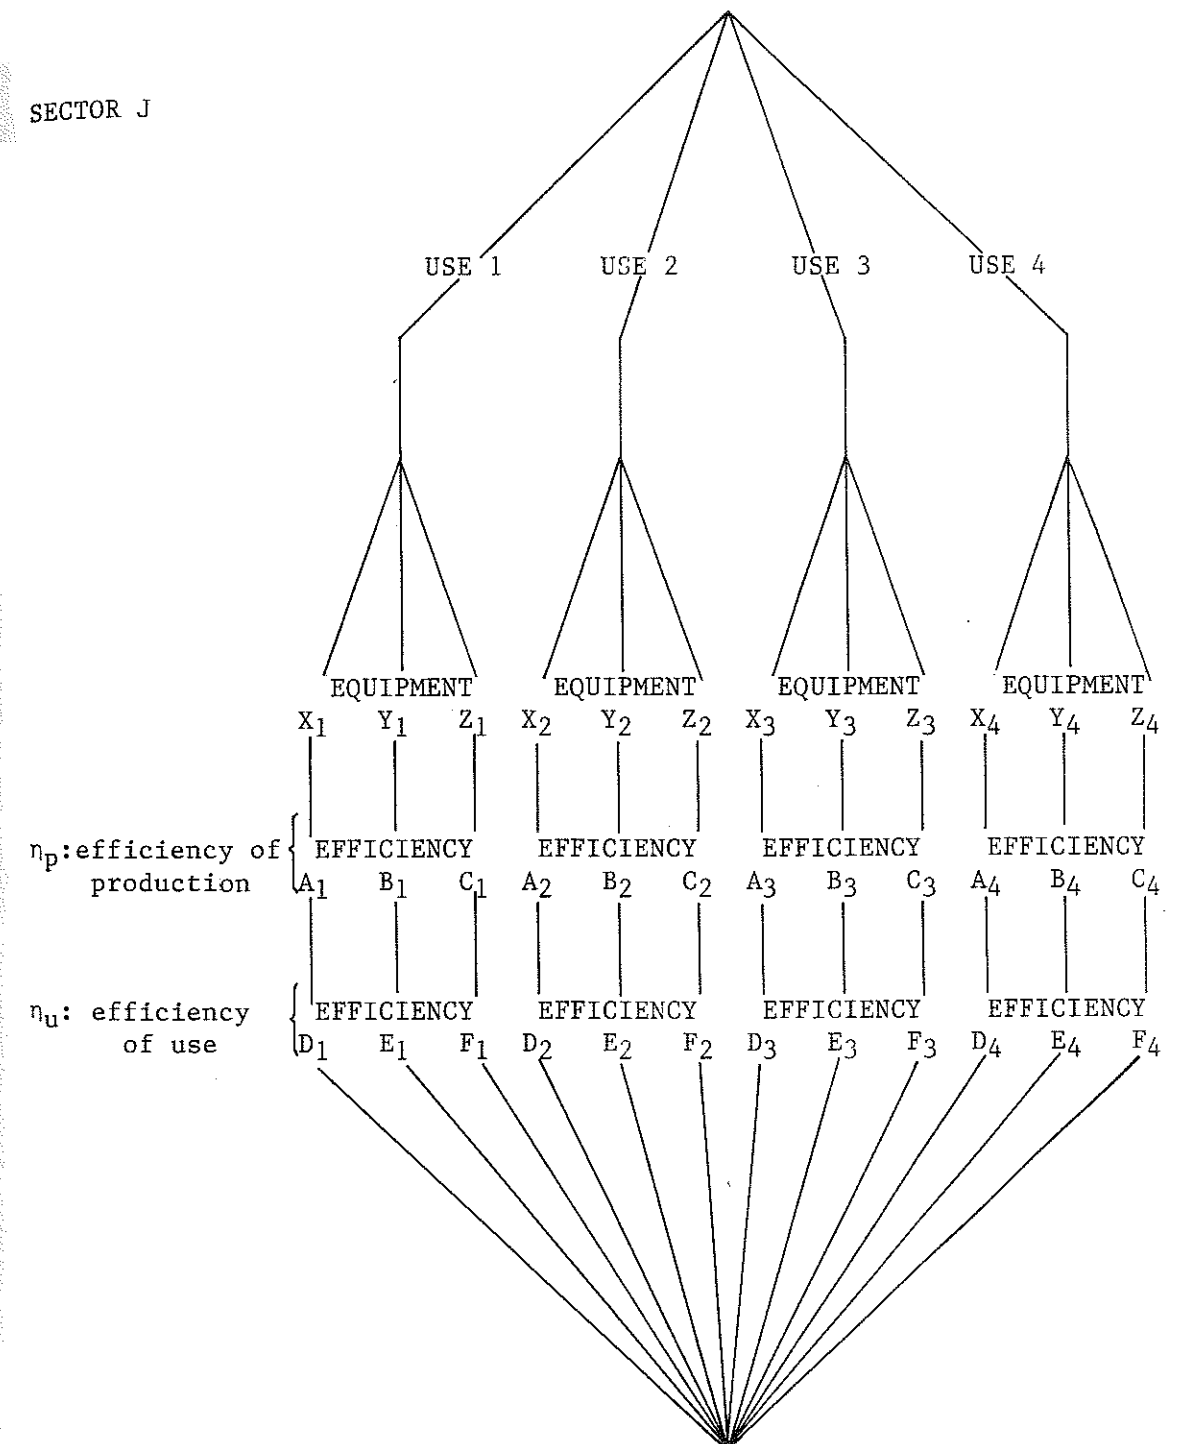 SECTOR J
USE 1 USE 2 USE 3 USE 4
EQUIPMENT EQUIPMENT EQUIPMENT EQUIPMENT
X1 Y1 Z1 X2 Y2 Z2 X3 Y3 Z3 X4 Y4 Z4
ηp:efficiency of EFFICIENCY EFFICIENCY EFFICIENCY EFFICIENCY
production A1 B1 C1 A2 B2 C2 A3 B3 C3 A4 B4 C4
ηu: efficiency EFFICIENCY EFFICIENCY EFFICIENCY EFFICIENCY
of use D1 E1 F1 D2 E2 F2 D3 E3 F3 D4 E4 F4